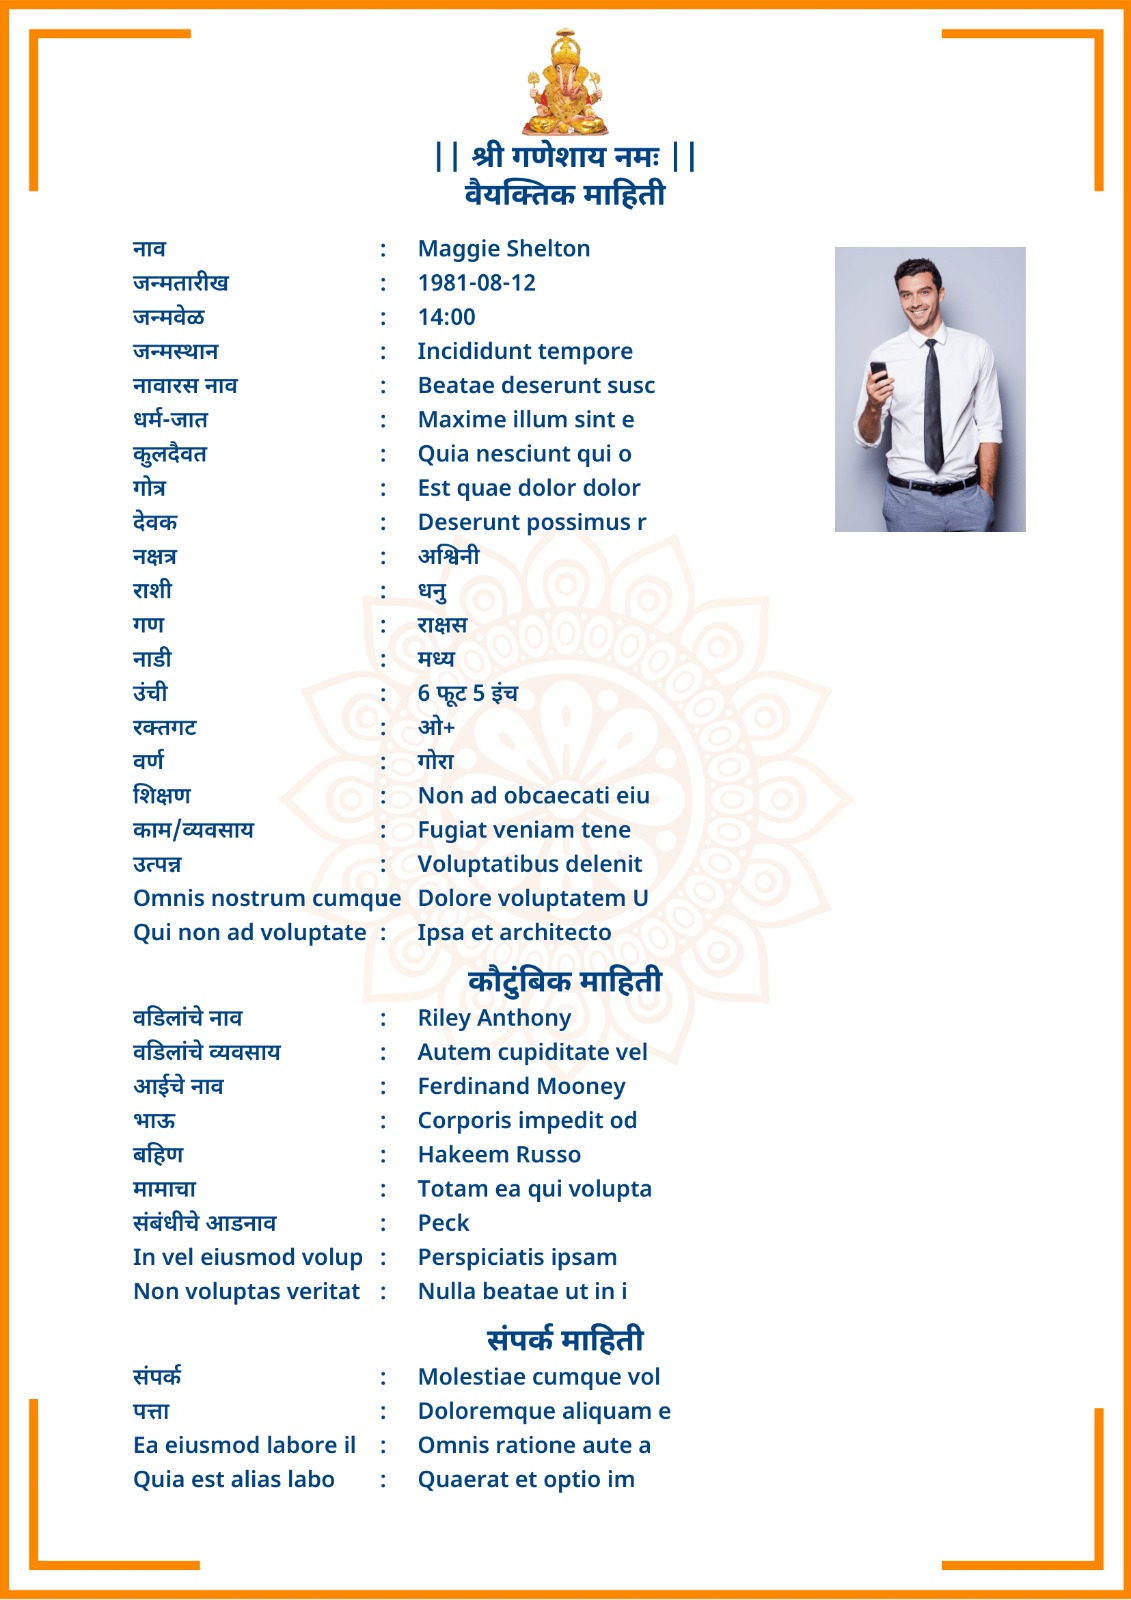 || श्री गणेशाय नमः ||
वैयक्तिक माहिती
नाव : Maggie Shelton
जन्मतारीख : 1981-08-12
जन्मवेळ : 14:00
जन्मस्थान : Incididunt tempore
नावारस नाव : Beatae deserunt susc
धर्म-जात : Maxime illum sint e
कुलदैवत : Quia nesciunt qui o
गोत्र : Est quae dolor dolor
देवक : Deserunt possimus r
नक्षत्र : अश्विनी
राशी : धनु
गण : राक्षस
नाडी : मध्य
उंची : 6 फूट 5 इंच
रक्तगट : ओ+
वर्ण : गोरा
शिक्षण : Non ad obcaecati eiu
काम/व्यवसाय : Fugiat veniam tene
उत्पन्न : Voluptatibus delenit
Omnis nostrum cumque : Dolore voluptatem U
Qui non ad voluptate : Ipsa et architecto
कौटुंबिक माहिती
वडिलांचे नाव : Riley Anthony
वडिलांचे व्यवसाय : Autem cupiditate vel
आईचे नाव : Ferdinand Mooney
भाऊ : Corporis impedit od
बहिण : Hakeem Russo
मामाचा : Totam ea qui volupta
संबंधीचे आडनाव : Peck
In vel eiusmod volup : Perspiciatis ipsam
Non voluptas veritat : Nulla beatae ut in i
संपर्क माहिती
संपर्क : Molestiae cumque vol
पत्ता : Doloremque aliquam e
Ea eiusmod labore il : Omnis ratione aute a
Quia est alias labo : Quaerat et optio im